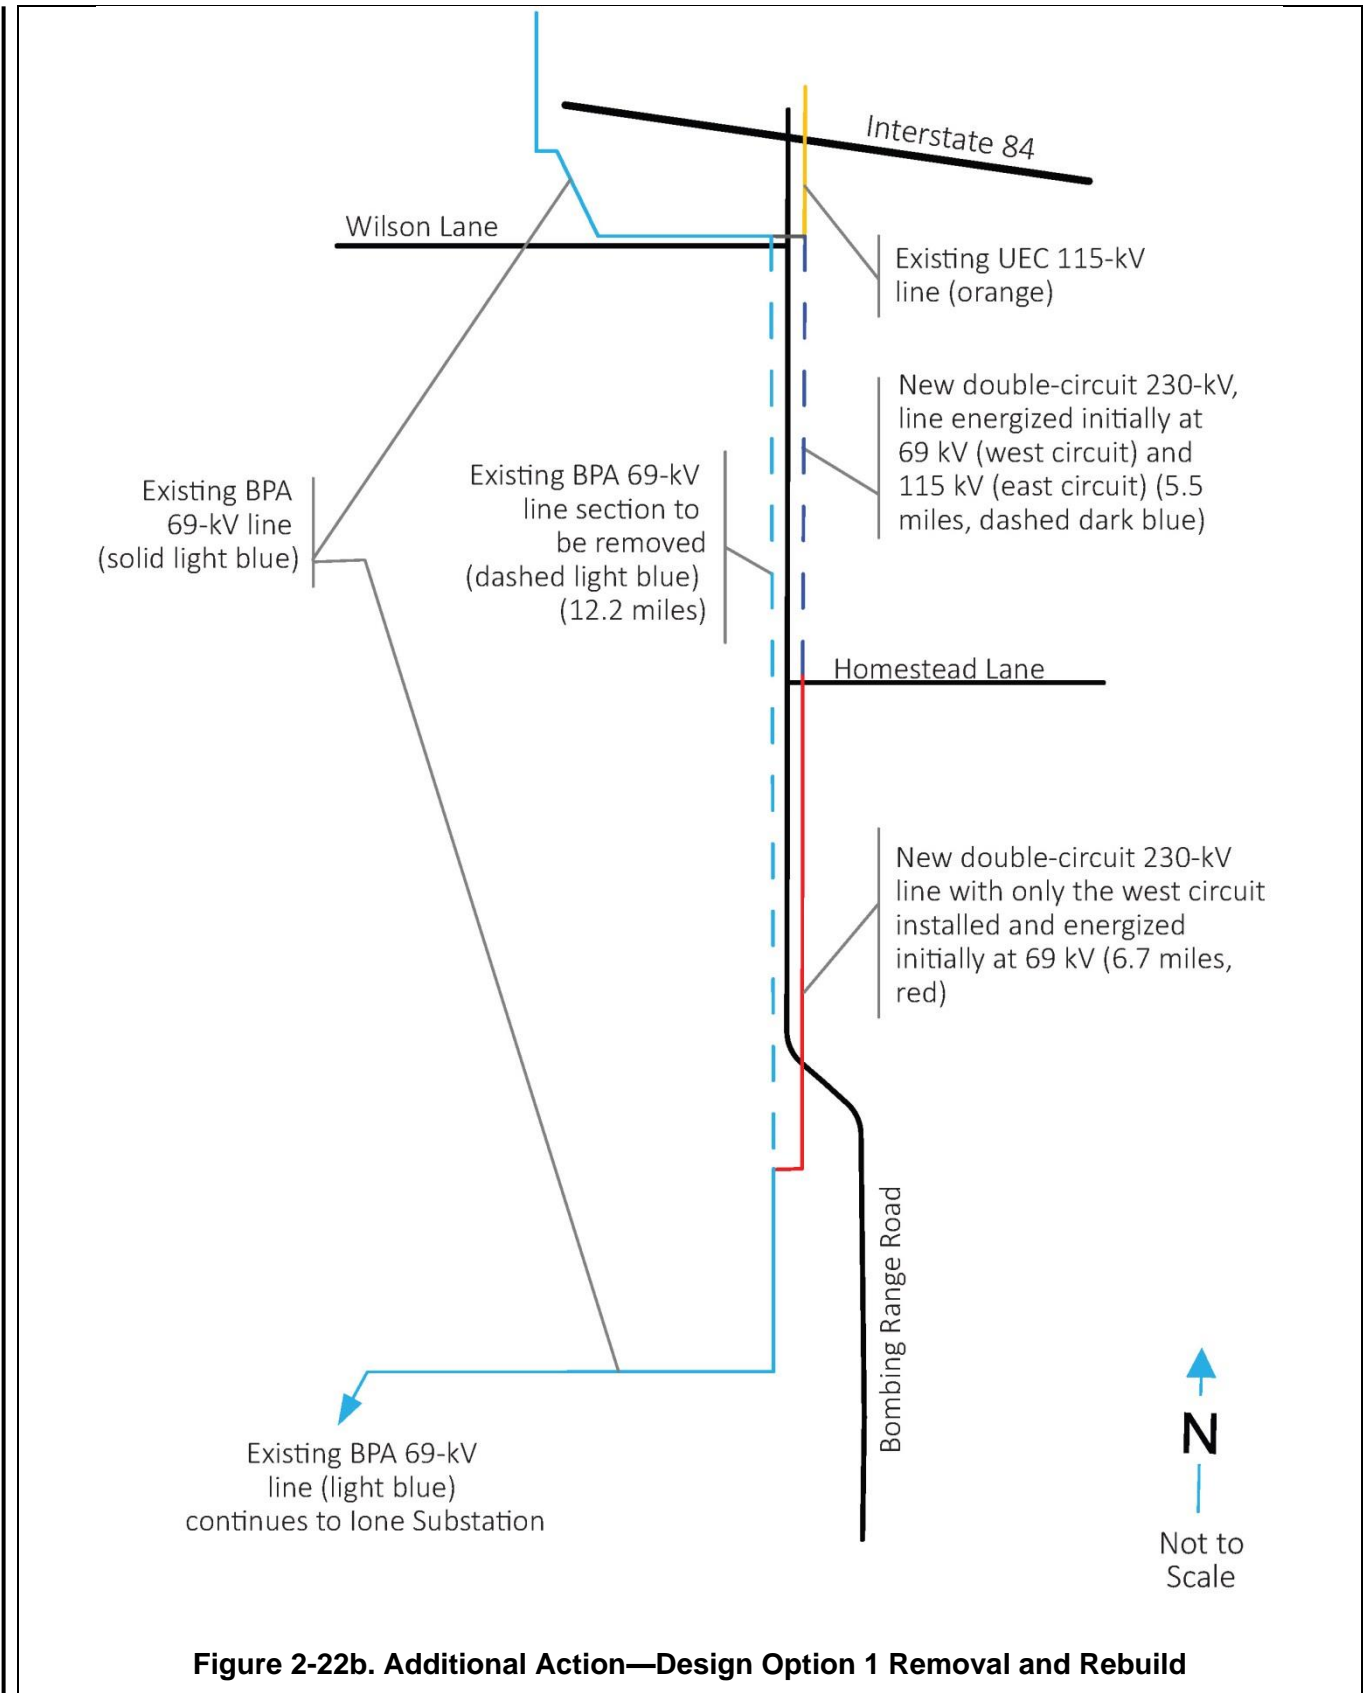 Interstate 84
Wilson Lane
Existing UEC 115-kV
line (orange)
New double-circuit 230-kV,
line energized initially at
69 kV (west circuit) and
115 kV (east circuit) (5.5
miles, dashed dark blue)
Existing BPA
69-kV line
(solid light blue)
Existing BPA 69-kV
line section to
be removed
(dashed light blue)
(12.2 miles)
Homestead Lane
New double-circuit 230-kV
line with only the west circuit
installed and energized
initially at 69 kV (6.7 miles,
red)
Bombing Range Road
Existing BPA 69-kV
line (light blue)
continues to Ione Substation
N
Not to
Scale
Figure 2-22b. Additional Action—Design Option 1 Removal and Rebuild